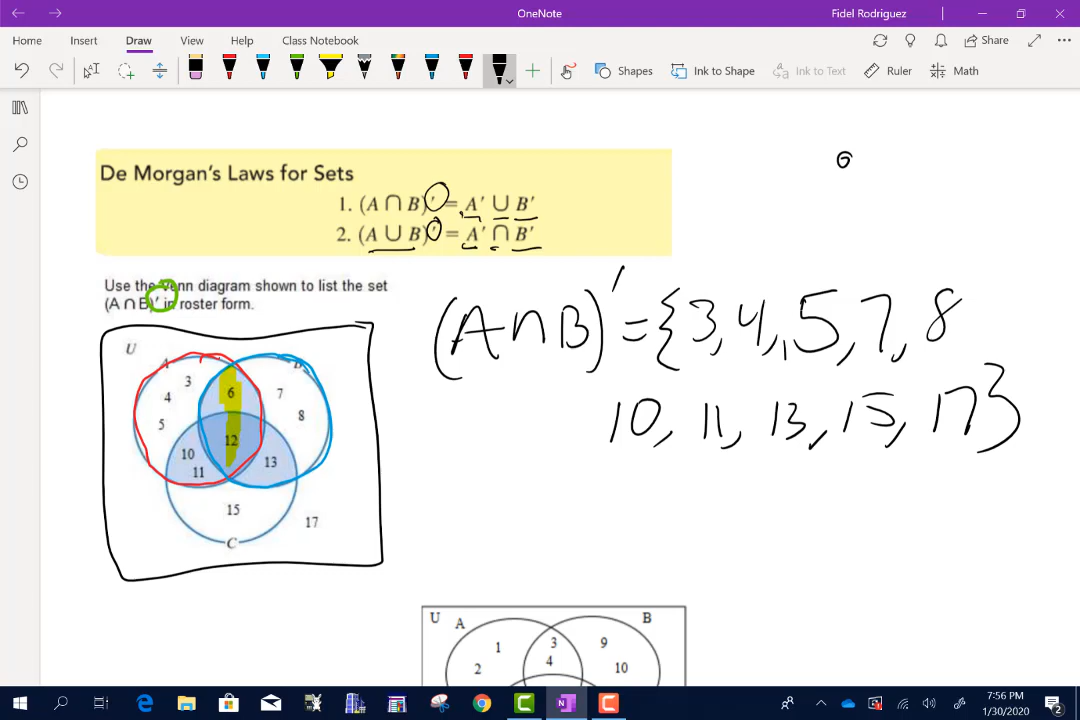 OneNote
Fidel Rodriguez
Home Insert Draw View Help Class Notebook
Share
Shapes Ink to Shape Ink to Text Ruler Math
De Morgan's Laws for Sets
1. (A ∩ B)' = A' ∪ B'
2. (A ∪ B)' = A' ∩ B'
Use the Venn diagram shown to list the set
(A ∩ B)' in roster form.
(A∩B)' = {3, 4, 5, 7, 8
10, 11, 13, 15, 17}
U
A
B
3
4
6
7
5
8
12
10
11
13
15
17
C
U A B
1 3 9
2 4 10
7:56 PM
1/30/2020
2